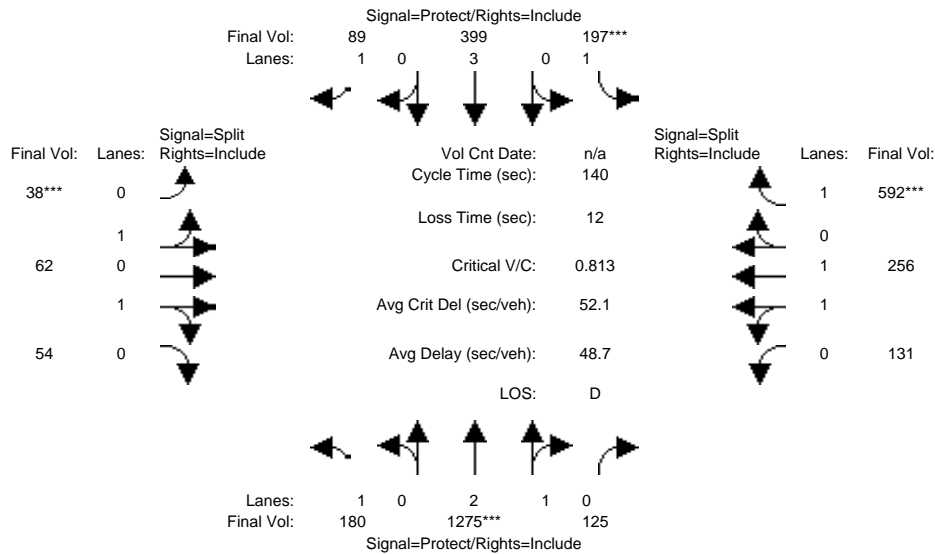 Signal=Protect/Rights=Include
Final Vol: 89 399 197***
Lanes: 1 0 3 0 1
Signal=Split
Final Vol: Lanes: Rights=Include
Vol Cnt Date: n/a
Signal=Split
Rights=Include Lanes: Final Vol:
Cycle Time (sec): 140
38*** 0
1 592***
Loss Time (sec): 12
1
0
62 0
Critical V/C: 0.813
1 256
1
Avg Crit Del (sec/veh): 52.1
1
54 0
Avg Delay (sec/veh): 48.7
0 131
LOS: D
Lanes: 1 0 2 1 0
Final Vol: 180 1275*** 125
Signal=Protect/Rights=Include